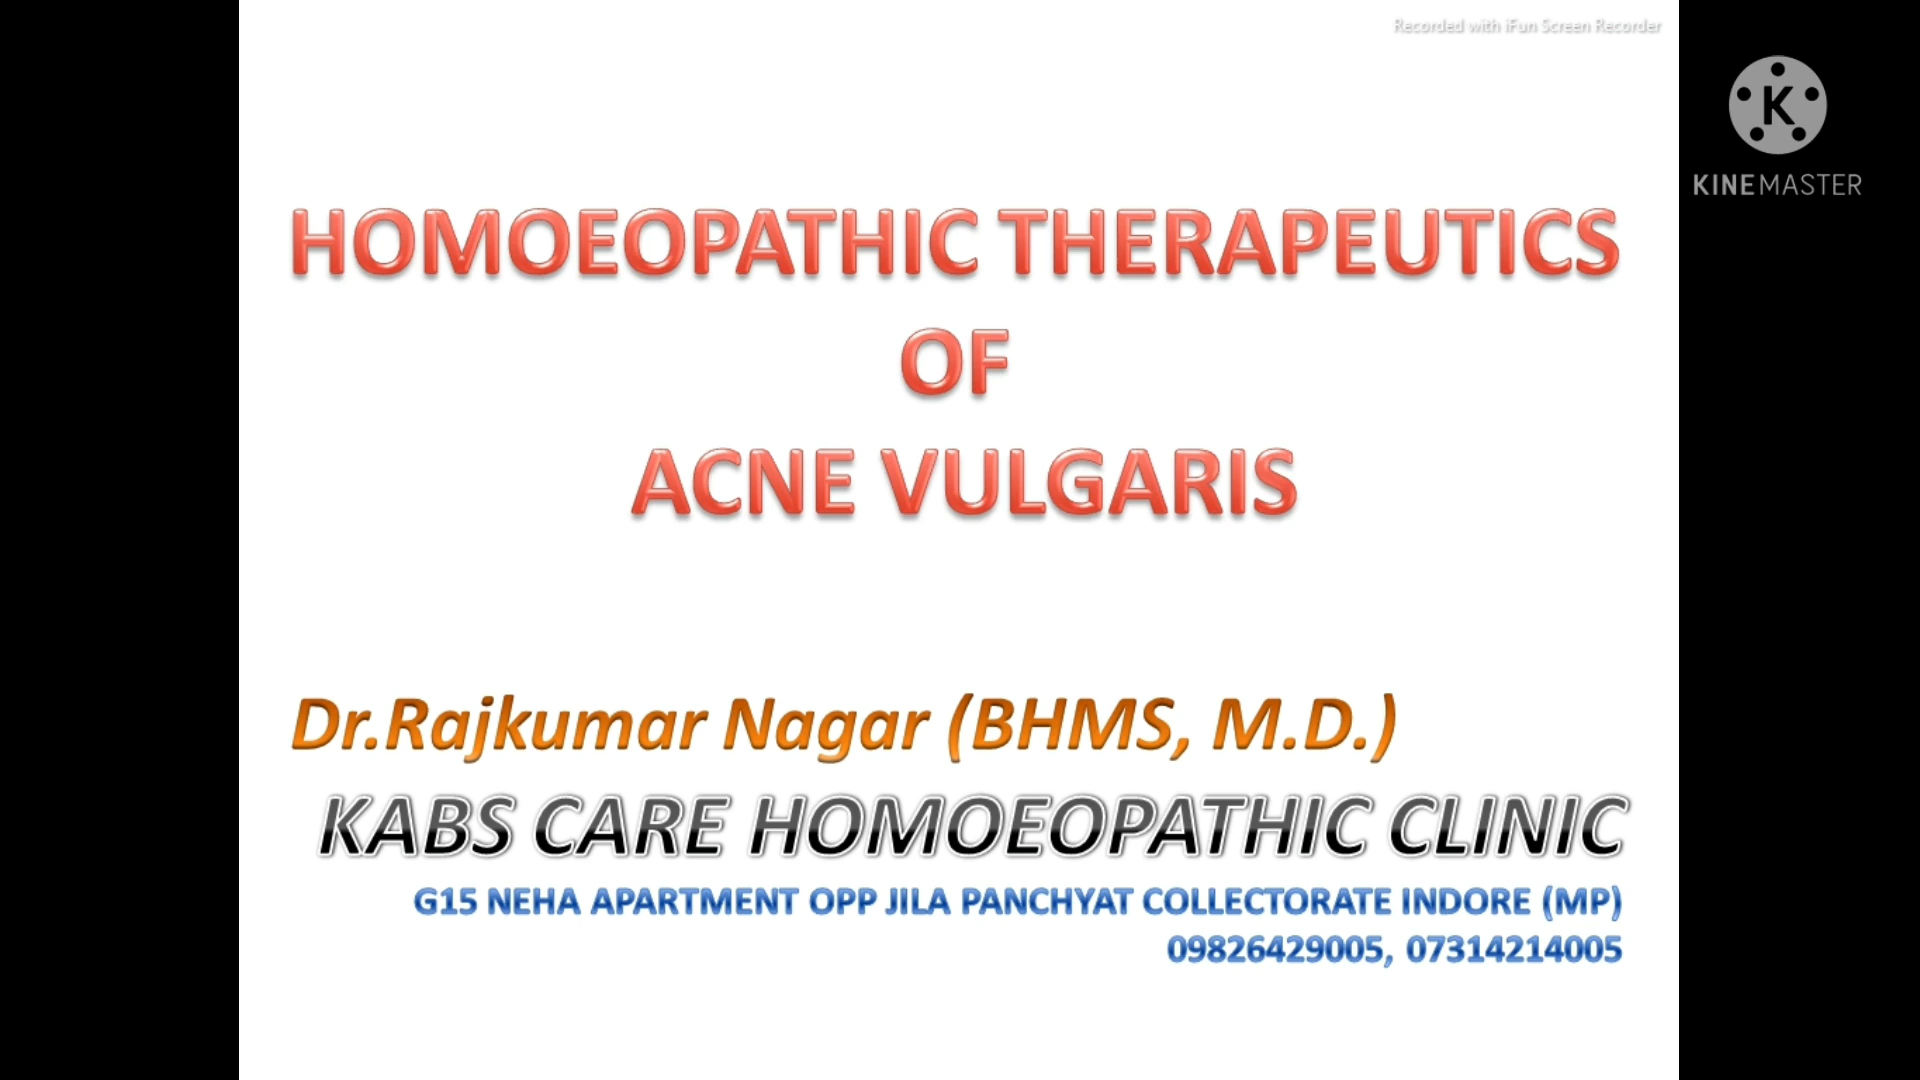 Recorded with iFun Screen Recorder
K
KINEMASTER
HOMOEOPATHIC THERAPEUTICS
OF
ACNE VULGARIS
Dr.Rajkumar Nagar (BHMS, M.D.)
KABS CARE HOMOEOPATHIC CLINIC
G15 NEHA APARTMENT OPP JILA PANCHYAT COLLECTORATE INDORE (MP)
09826429005, 07314214005